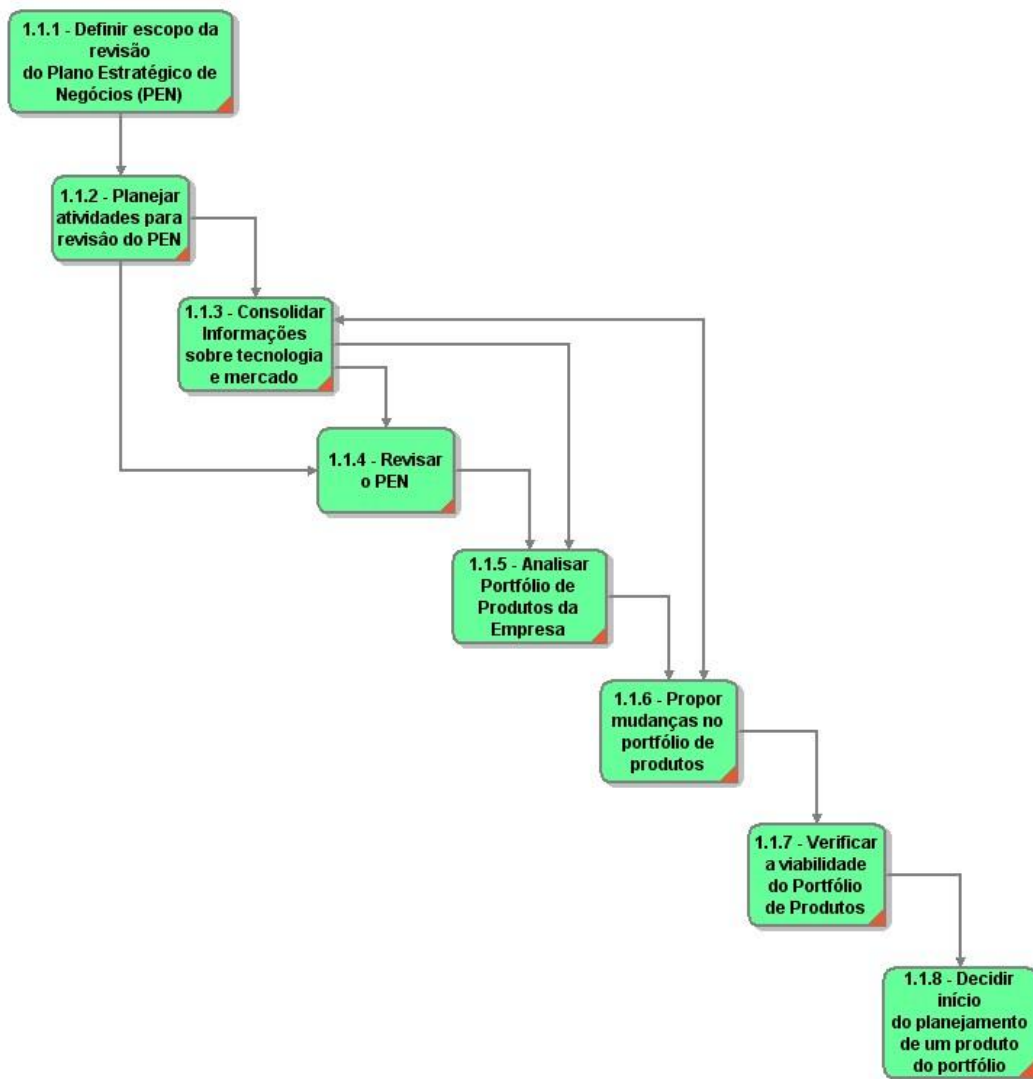 1.1.1 - Definir escopo da
revisão
do Plano Estratégico de
Negócios (PEN)
1.1.2 - Planejar
atividades para
revisão do PEN
1.1.3 - Consolidar
Informações
sobre tecnologia
e mercado
1.1.4 - Revisar
o PEN
1.1.5 - Analisar
Portfólio de
Produtos da
Empresa
1.1.6 - Propor
mudanças no
portfólio de
produtos
1.1.7 - Verificar
a viabilidade
do Portfólio
de Produtos
1.1.8 - Decidir
início
do planejamento
de um produto
do portfólio